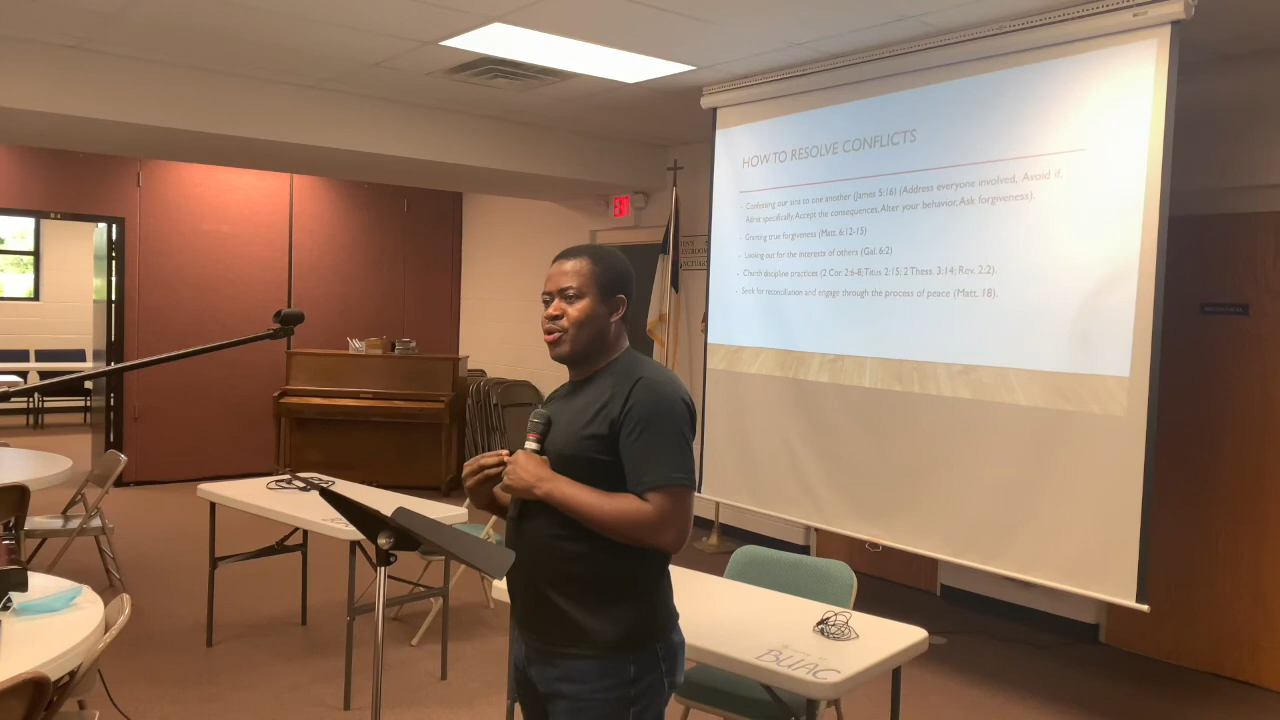 HOW TO RESOLVE CONFLICTS
- Confessing our sins to one another (James 5:16) (Address everyone involved, Avoid if,
Admit specifically, Accept the consequences, Alter your behavior, Ask forgiveness).
- Granting true forgiveness (Matt. 6:12-15)
- Looking out for the interests of others (Gal. 6:2)
- Church discipline practices (2 Cor. 2:6-8; Titus 2:15; 2 Thess. 3:14; Rev. 2:2).
- Seek for reconciliation and engage through the process of peace (Matt. 18).
EXIT
BUAC